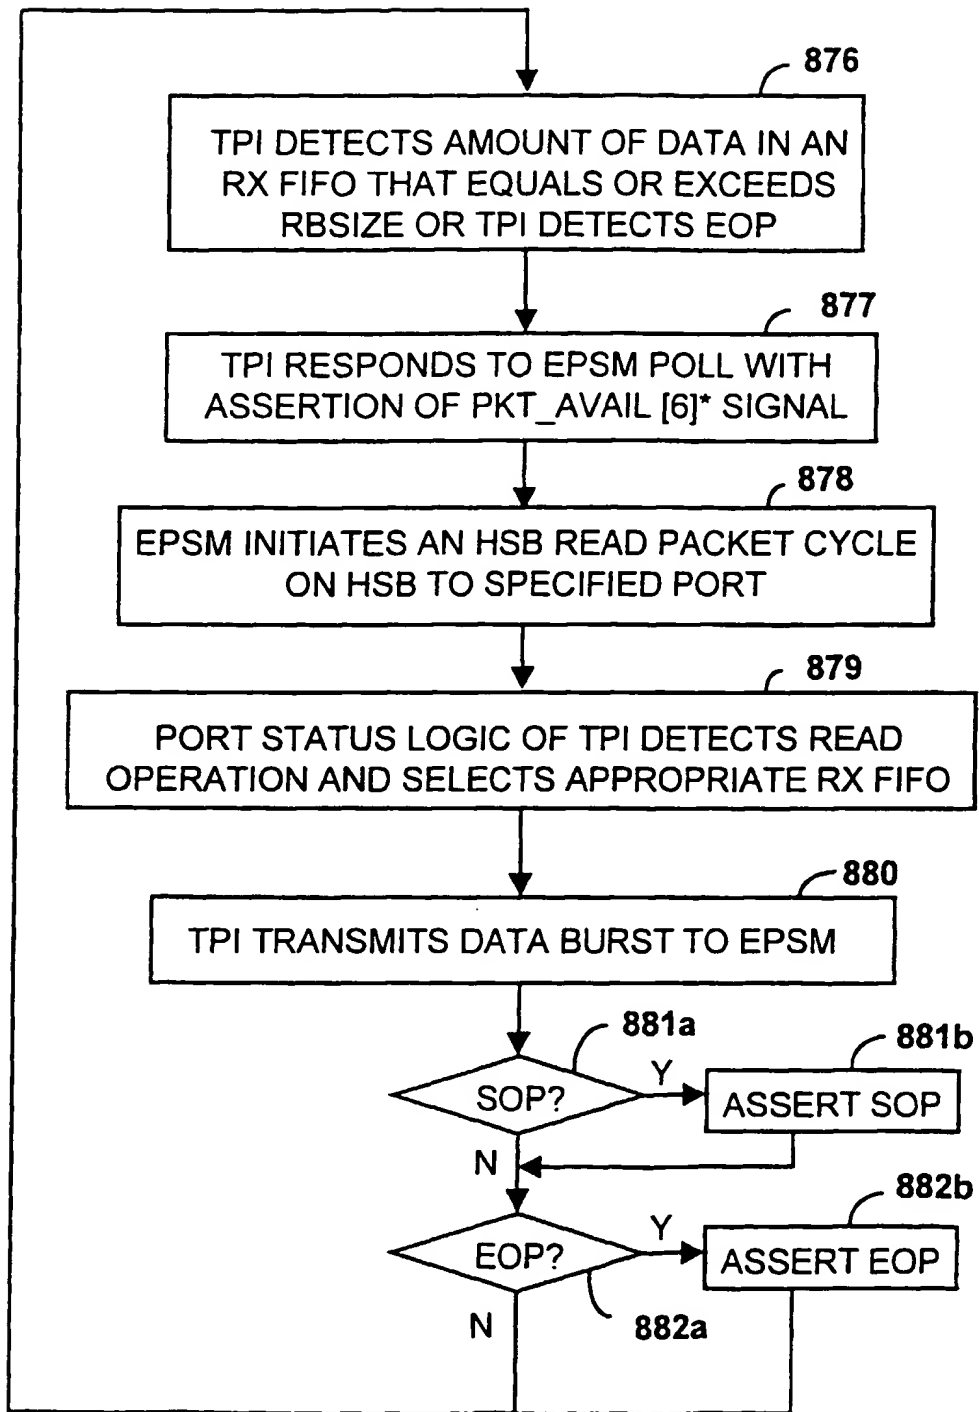 876
TPI DETECTS AMOUNT OF DATA IN AN
RX FIFO THAT EQUALS OR EXCEEDS
RBSIZE OR TPI DETECTS EOP
877
TPI RESPONDS TO EPSM POLL WITH
ASSERTION OF PKT_AVAIL [6]* SIGNAL
878
EPSM INITIATES AN HSB READ PACKET CYCLE
ON HSB TO SPECIFIED PORT
879
PORT STATUS LOGIC OF TPI DETECTS READ
OPERATION AND SELECTS APPROPRIATE RX FIFO
880
TPI TRANSMITS DATA BURST TO EPSM
881a
881b
SOP?
Y
ASSERT SOP
N
882b
EOP?
Y
ASSERT EOP
N
882a